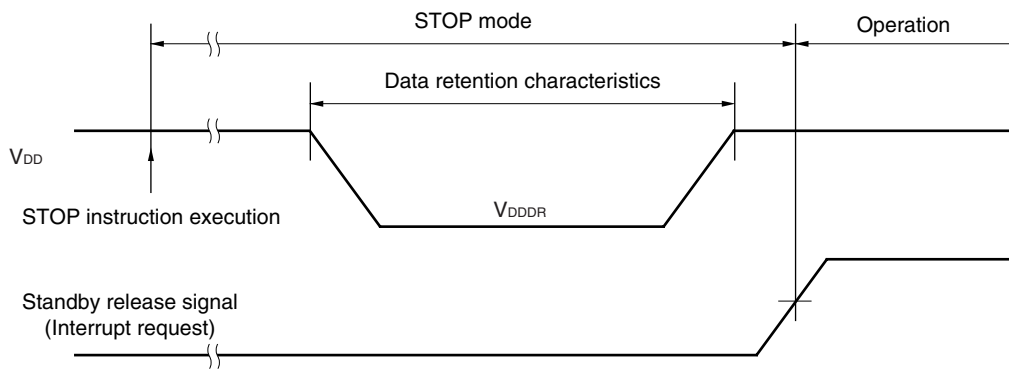 STOP mode
Operation
Data retention characteristics
VDD
STOP instruction execution
VDDDR
Standby release signal
(Interrupt request)